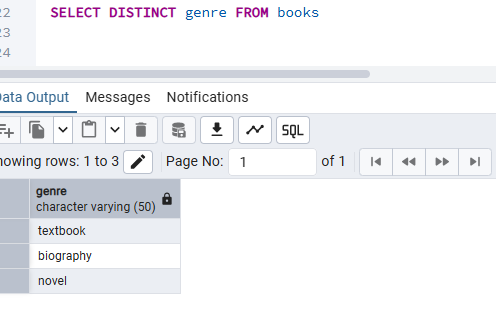 22 SELECT DISTINCT genre FROM books
23
24
Data Output Messages Notifications
SQL
howing rows: 1 to 3 Page No: 1 of 1
genre
character varying (50)
textbook
biography
novel